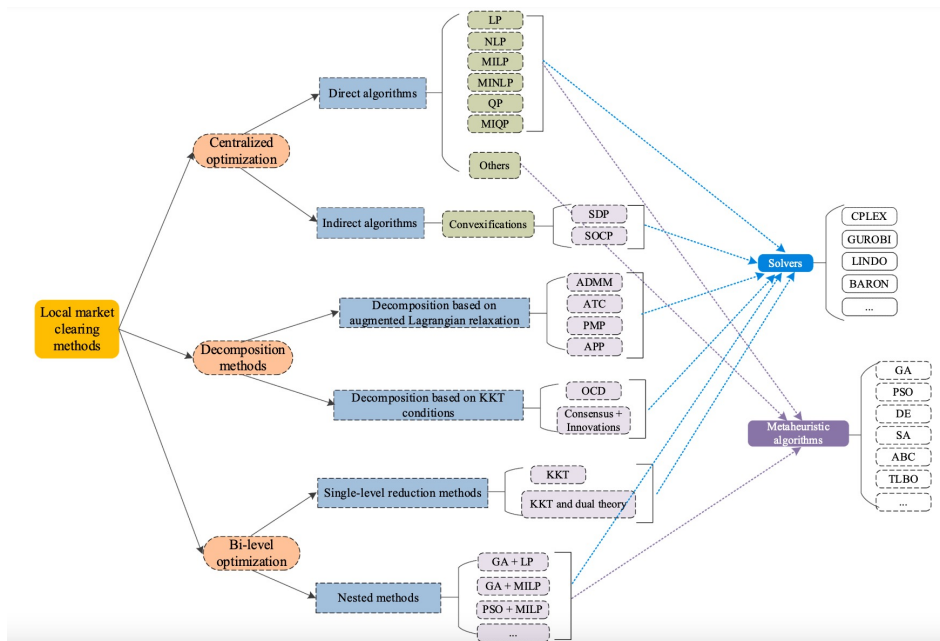 Local market
clearing
methods
Centralized
optimization
Direct algorithms
LP
NLP
MILP
MINLP
QP
MIQP
Others
Indirect algorithms
Convexifications
SDP
SOCP
Decomposition
methods
Decomposition based on
augmented Lagrangian relaxation
ADMM
ATC
PMP
APP
Decomposition based on KKT
conditions
OCD
Consensus +
Innovations
Bi-level
optimization
Single-level reduction methods
KKT
KKT and dual theory
Nested methods
GA + LP
GA + MILP
PSO + MILP
...
Solvers
CPLEX
GUROBI
LINDO
BARON
...
Metaheuristic
algorithms
GA
PSO
DE
SA
ABC
TLBO
...